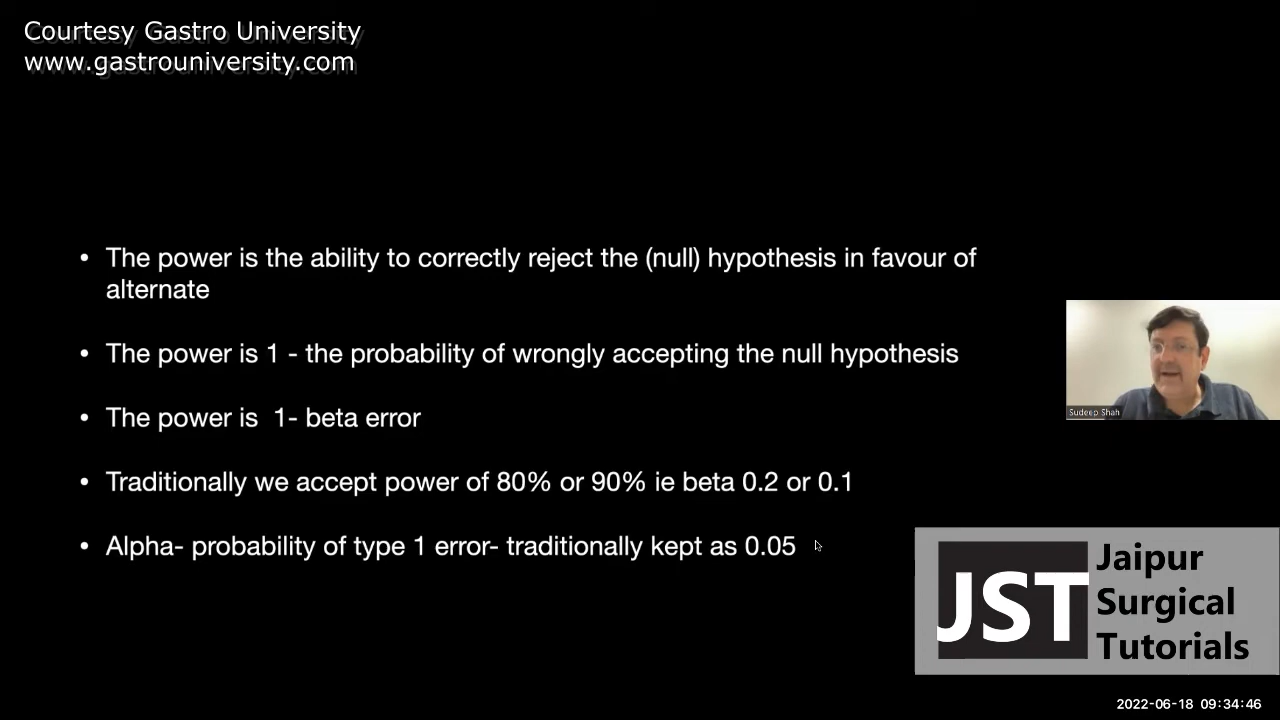 Courtesy Gastro University
www.gastrouniversity.com
• The power is the ability to correctly reject the (null) hypothesis in favour of
alternate
• The power is 1 - the probability of wrongly accepting the null hypothesis
• The power is  1- beta error
• Traditionally we accept power of 80% or 90% ie beta 0.2 or 0.1
• Alpha- probability of type 1 error- traditionally kept as 0.05
Sudeep Shah
JST
Jaipur
Surgical
Tutorials
2022-06-18 09:34:46